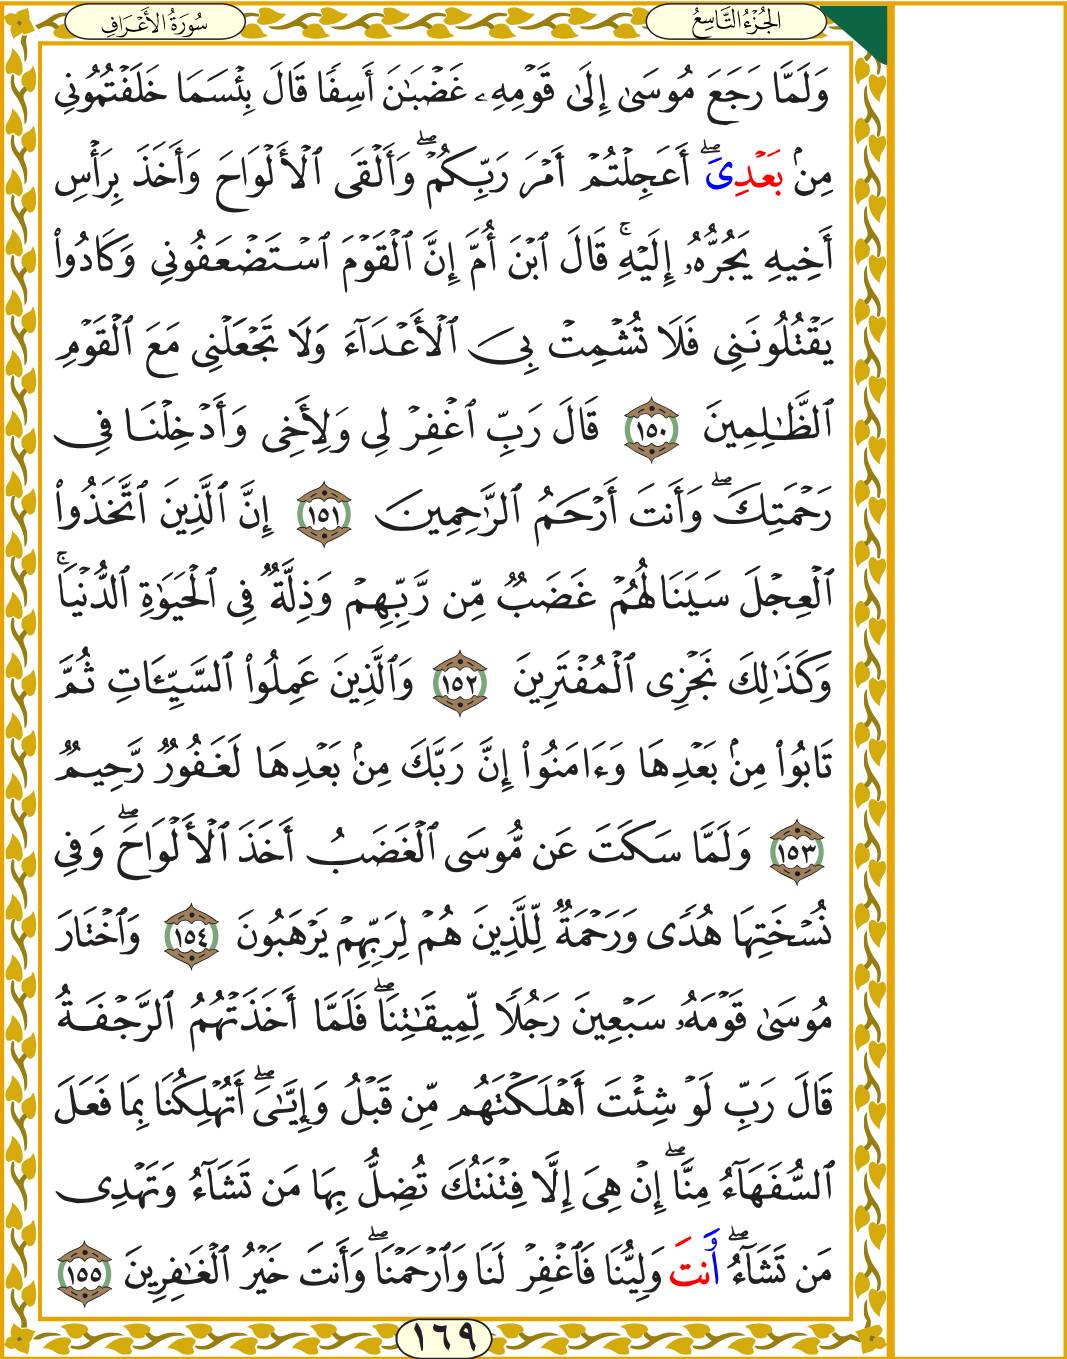 الجُزْءُ التَّاسِعُ
سُورَةُ الأَعْرَافِ
وَلَمَّا رَجَعَ مُوسَىٰٓ إِلَىٰ قَوْمِهِۦ غَضْبَٰنَ أَسِفًا قَالَ بِئْسَمَا خَلَفْتُمُونِي
مِنۢ بَعْدِىَٓۖ أَعَجِلْتُمْ أَمْرَ رَبِّكُمْۖ وَأَلْقَى ٱلْأَلْوَاحَ وَأَخَذَ بِرَأْسِ
أَخِيهِ يَجُرُّهُۥٓ إِلَيْهِۚ قَالَ ٱبْنَ أُمَّ إِنَّ ٱلْقَوْمَ ٱسْتَضْعَفُونِي وَكَادُوا۟
يَقْتُلُونَنِي فَلَا تُشْمِتْ بِىَ ٱلْأَعْدَآءَ وَلَا تَجْعَلْنِى مَعَ ٱلْقَوْمِ
ٱلظَّٰلِمِينَ ١٥٠ قَالَ رَبِّ ٱغْفِرْ لِى وَلِأَخِى وَأَدْخِلْنَا فِى
رَحْمَتِكَۖ وَأَنتَ أَرْحَمُ ٱلرَّٰحِمِينَ ١٥١ إِنَّ ٱلَّذِينَ ٱتَّخَذُوا۟
ٱلْعِجْلَ سَيَنَالُهُمْ غَضَبٌ مِّن رَّبِّهِمْ وَذِلَّةٌ فِى ٱلْحَيَوٰةِ ٱلدُّنْيَاۚ
وَكَذَٰلِكَ نَجْزِى ٱلْمُفْتَرِينَ ١٥٢ وَٱلَّذِينَ عَمِلُوا۟ ٱلسَّيِّـَٔاتِ ثُمَّ
تَابُوا۟ مِنۢ بَعْدِهَا وَءَامَنُوٓا۟ إِنَّ رَبَّكَ مِنۢ بَعْدِهَا لَغَفُورٌ رَّحِيمٌ
١٥٣ وَلَمَّا سَكَتَ عَن مُّوسَى ٱلْغَضَبُ أَخَذَ ٱلْأَلْوَاحَۖ وَفِى
نُسْخَتِهَا هُدًى وَرَحْمَةٌ لِّلَّذِينَ هُمْ لِرَبِّهِمْ يَرْهَبُونَ ١٥٤ وَٱخْتَارَ
مُوسَىٰ قَوْمَهُۥ سَبْعِينَ رَجُلًا لِّمِيقَٰتِنَاۖ فَلَمَّآ أَخَذَتْهُمُ ٱلرَّجْفَةُ
قَالَ رَبِّ لَوْ شِئْتَ أَهْلَكْتَهُم مِّن قَبْلُ وَإِيَّٰىَۖ أَتُهْلِكُنَا بِمَا فَعَلَ
ٱلسُّفَهَآءُ مِنَّآۖ إِنْ هِىَ إِلَّا فِتْنَتُكَ تُضِلُّ بِهَا مَن تَشَآءُ وَتَهْدِى
مَن تَشَآءُۖ أَنتَ وَلِيُّنَا فَٱغْفِرْ لَنَا وَٱرْحَمْنَاۖ وَأَنتَ خَيْرُ ٱلْغَٰفِرِينَ ١٥٥
١٦٩